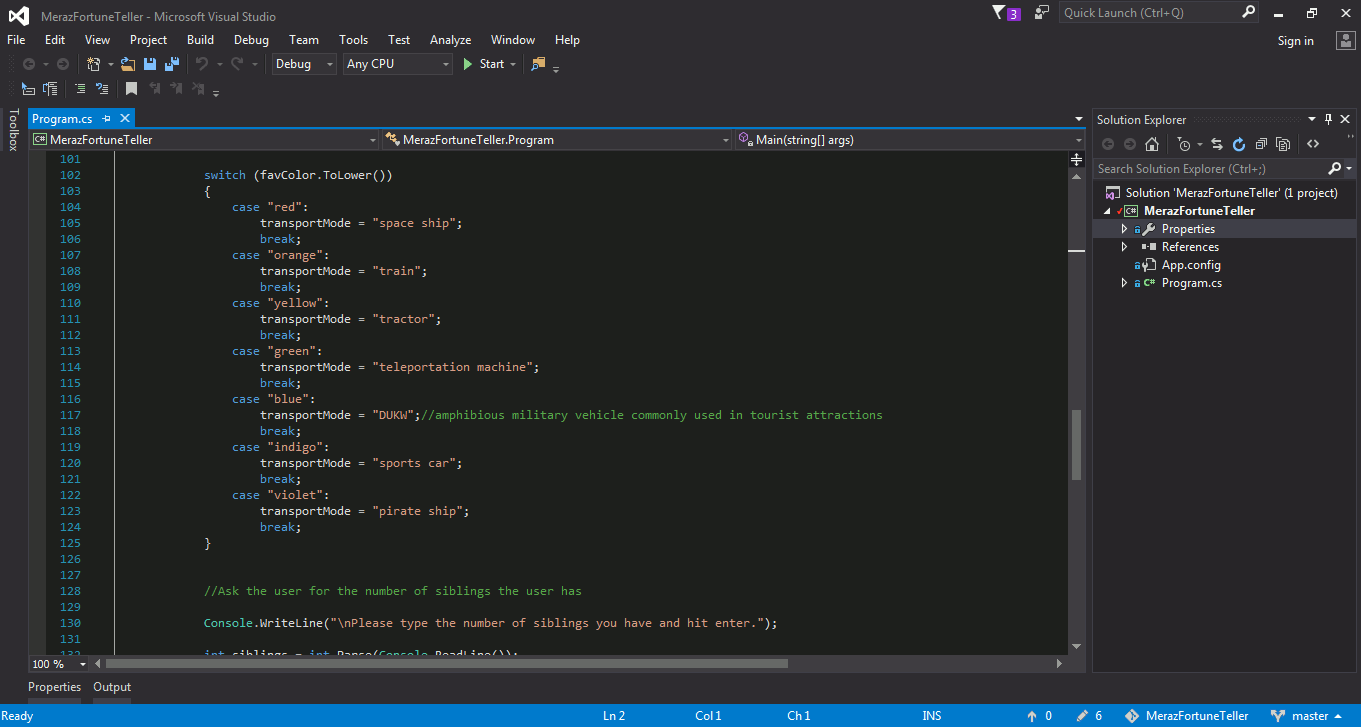 MerazFortuneTeller - Microsoft Visual Studio
3
Quick Launch (Ctrl+Q)
File Edit View Project Build Debug Team Tools Test Analyze Window Help
Sign in
Debug Any CPU Start
Toolbox
Program.cs
MerazFortuneTeller MerazFortuneTeller.Program Main(string[] args)
101
102 switch (favColor.ToLower())
103 {
104 case "red":
105 transportMode = "space ship";
106 break;
107 case "orange":
108 transportMode = "train";
109 break;
110 case "yellow":
111 transportMode = "tractor";
112 break;
113 case "green":
114 transportMode = "teleportation machine";
115 break;
116 case "blue":
117 transportMode = "DUKW";//amphibious military vehicle commonly used in tourist attractions
118 break;
119 case "indigo":
120 transportMode = "sports car";
121 break;
122 case "violet":
123 transportMode = "pirate ship";
124 break;
125 }
126
127
128 //Ask the user for the number of siblings the user has
129
130 Console.WriteLine("\nPlease type the number of siblings you have and hit enter.");
131
132 int siblings = int.Parse(Console.ReadLine());
100 %
Solution Explorer
Search Solution Explorer (Ctrl+;)
Solution 'MerazFortuneTeller' (1 project)
C# MerazFortuneTeller
Properties
References
App.config
C# Program.cs
Properties Output
Ready Ln 2 Col 1 Ch 1 INS 0 6 MerazFortuneTeller master